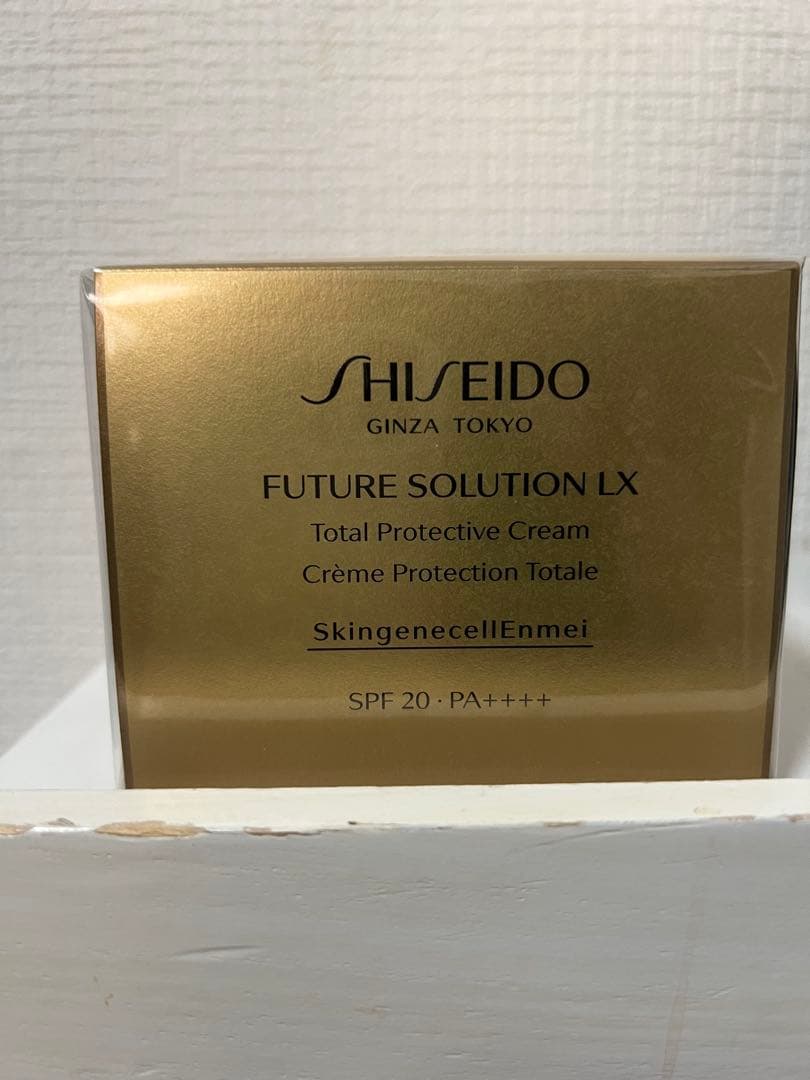 SHISEIDO
GINZA TOKYO
FUTURE SOLUTION LX
Total Protective Cream
Crème Protection Totale
SkingenecellEnmei
SPF 20 · PA++++